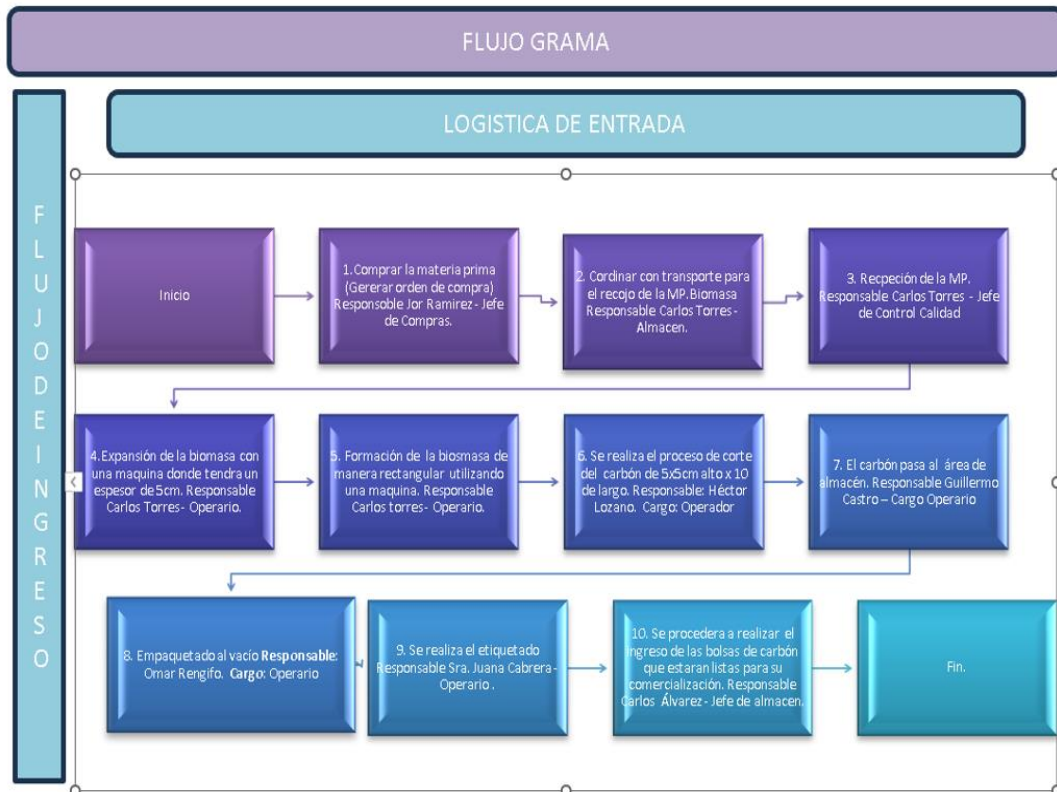 FLUJO GRAMA
LOGISTICA DE ENTRADA
FLUJO DE INGRESO
Inicio
1.Comprar la materia prima
(Gererar orden de compra)
Responsoble Jor Ramirez - Jefe
de Compras.
2. Cordinar con transporte para
el recojo de la MP.Biomasa
Responsable Carlos Torres-
Almacen.
3. Recpeción de la MP.
Responsable Carlos Torres - Jefe
de Control Calidad
4.Expansión de la biomasa con
una maquina donde tendra un
espesor de 5cm. Responsable
Carlos Torres- Operario.
5. Formación de la biosmasa de
manera rectangular utilizando
una maquina. Responsable
Carlos torres- Operario.
6. Se realiza el proceso de corte
del carbón de 5x5cm alto x 10
de largo. Responsable: Héctor
Lozano. Cargo: Operador
7. El carbón pasa al área de
almacén. Responsable Guillermo
Castro – Cargo Operario
8. Empaquetado al vacío Responsable:
Omar Rengifo. Cargo: Operario
9. Se realiza el etiquetado
Responsable Sra. Juana Cabrera-
Operario .
10. Se procedera a realizar el
ingreso de las bolsas de carbón
que estaran listas para su
comercialización. Responsable
Carlos Álvarez- Jefe de almacen.
Fin.